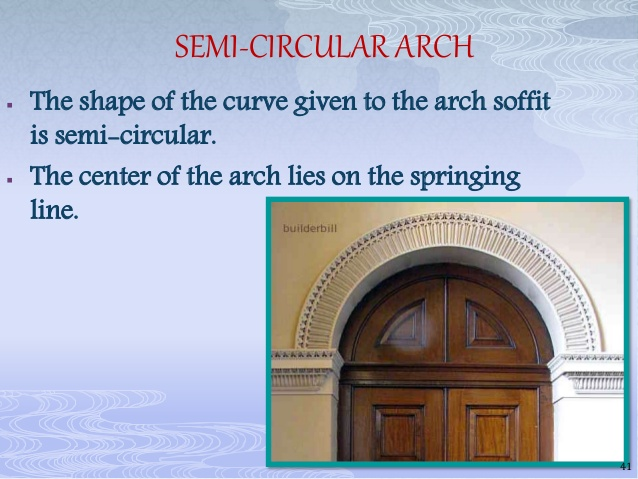 SEMI-CIRCULAR ARCH
▪ The shape of the curve given to the arch soffit
is semi-circular.
▪ The center of the arch lies on the springing
line.
builderbill
41